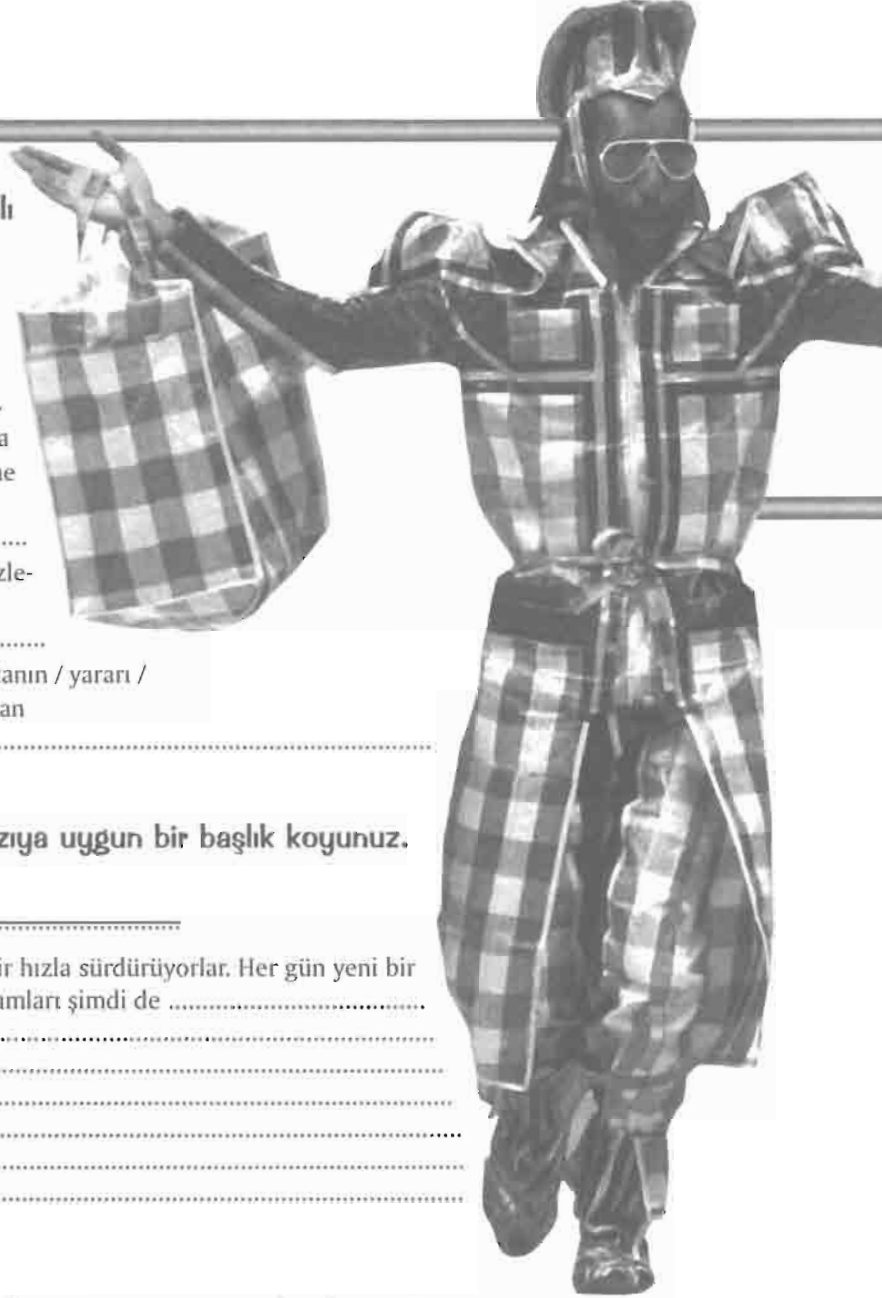 lı
a
ne
..........
zle-
..........
anın / yararı /
an
..........
zıya uygun bir başlık koyunuz.
ir hızla sürdürüyorlar. Her gün yeni bir
ımları şimdi de ..........
..........
..........
..........
..........
..........
..........